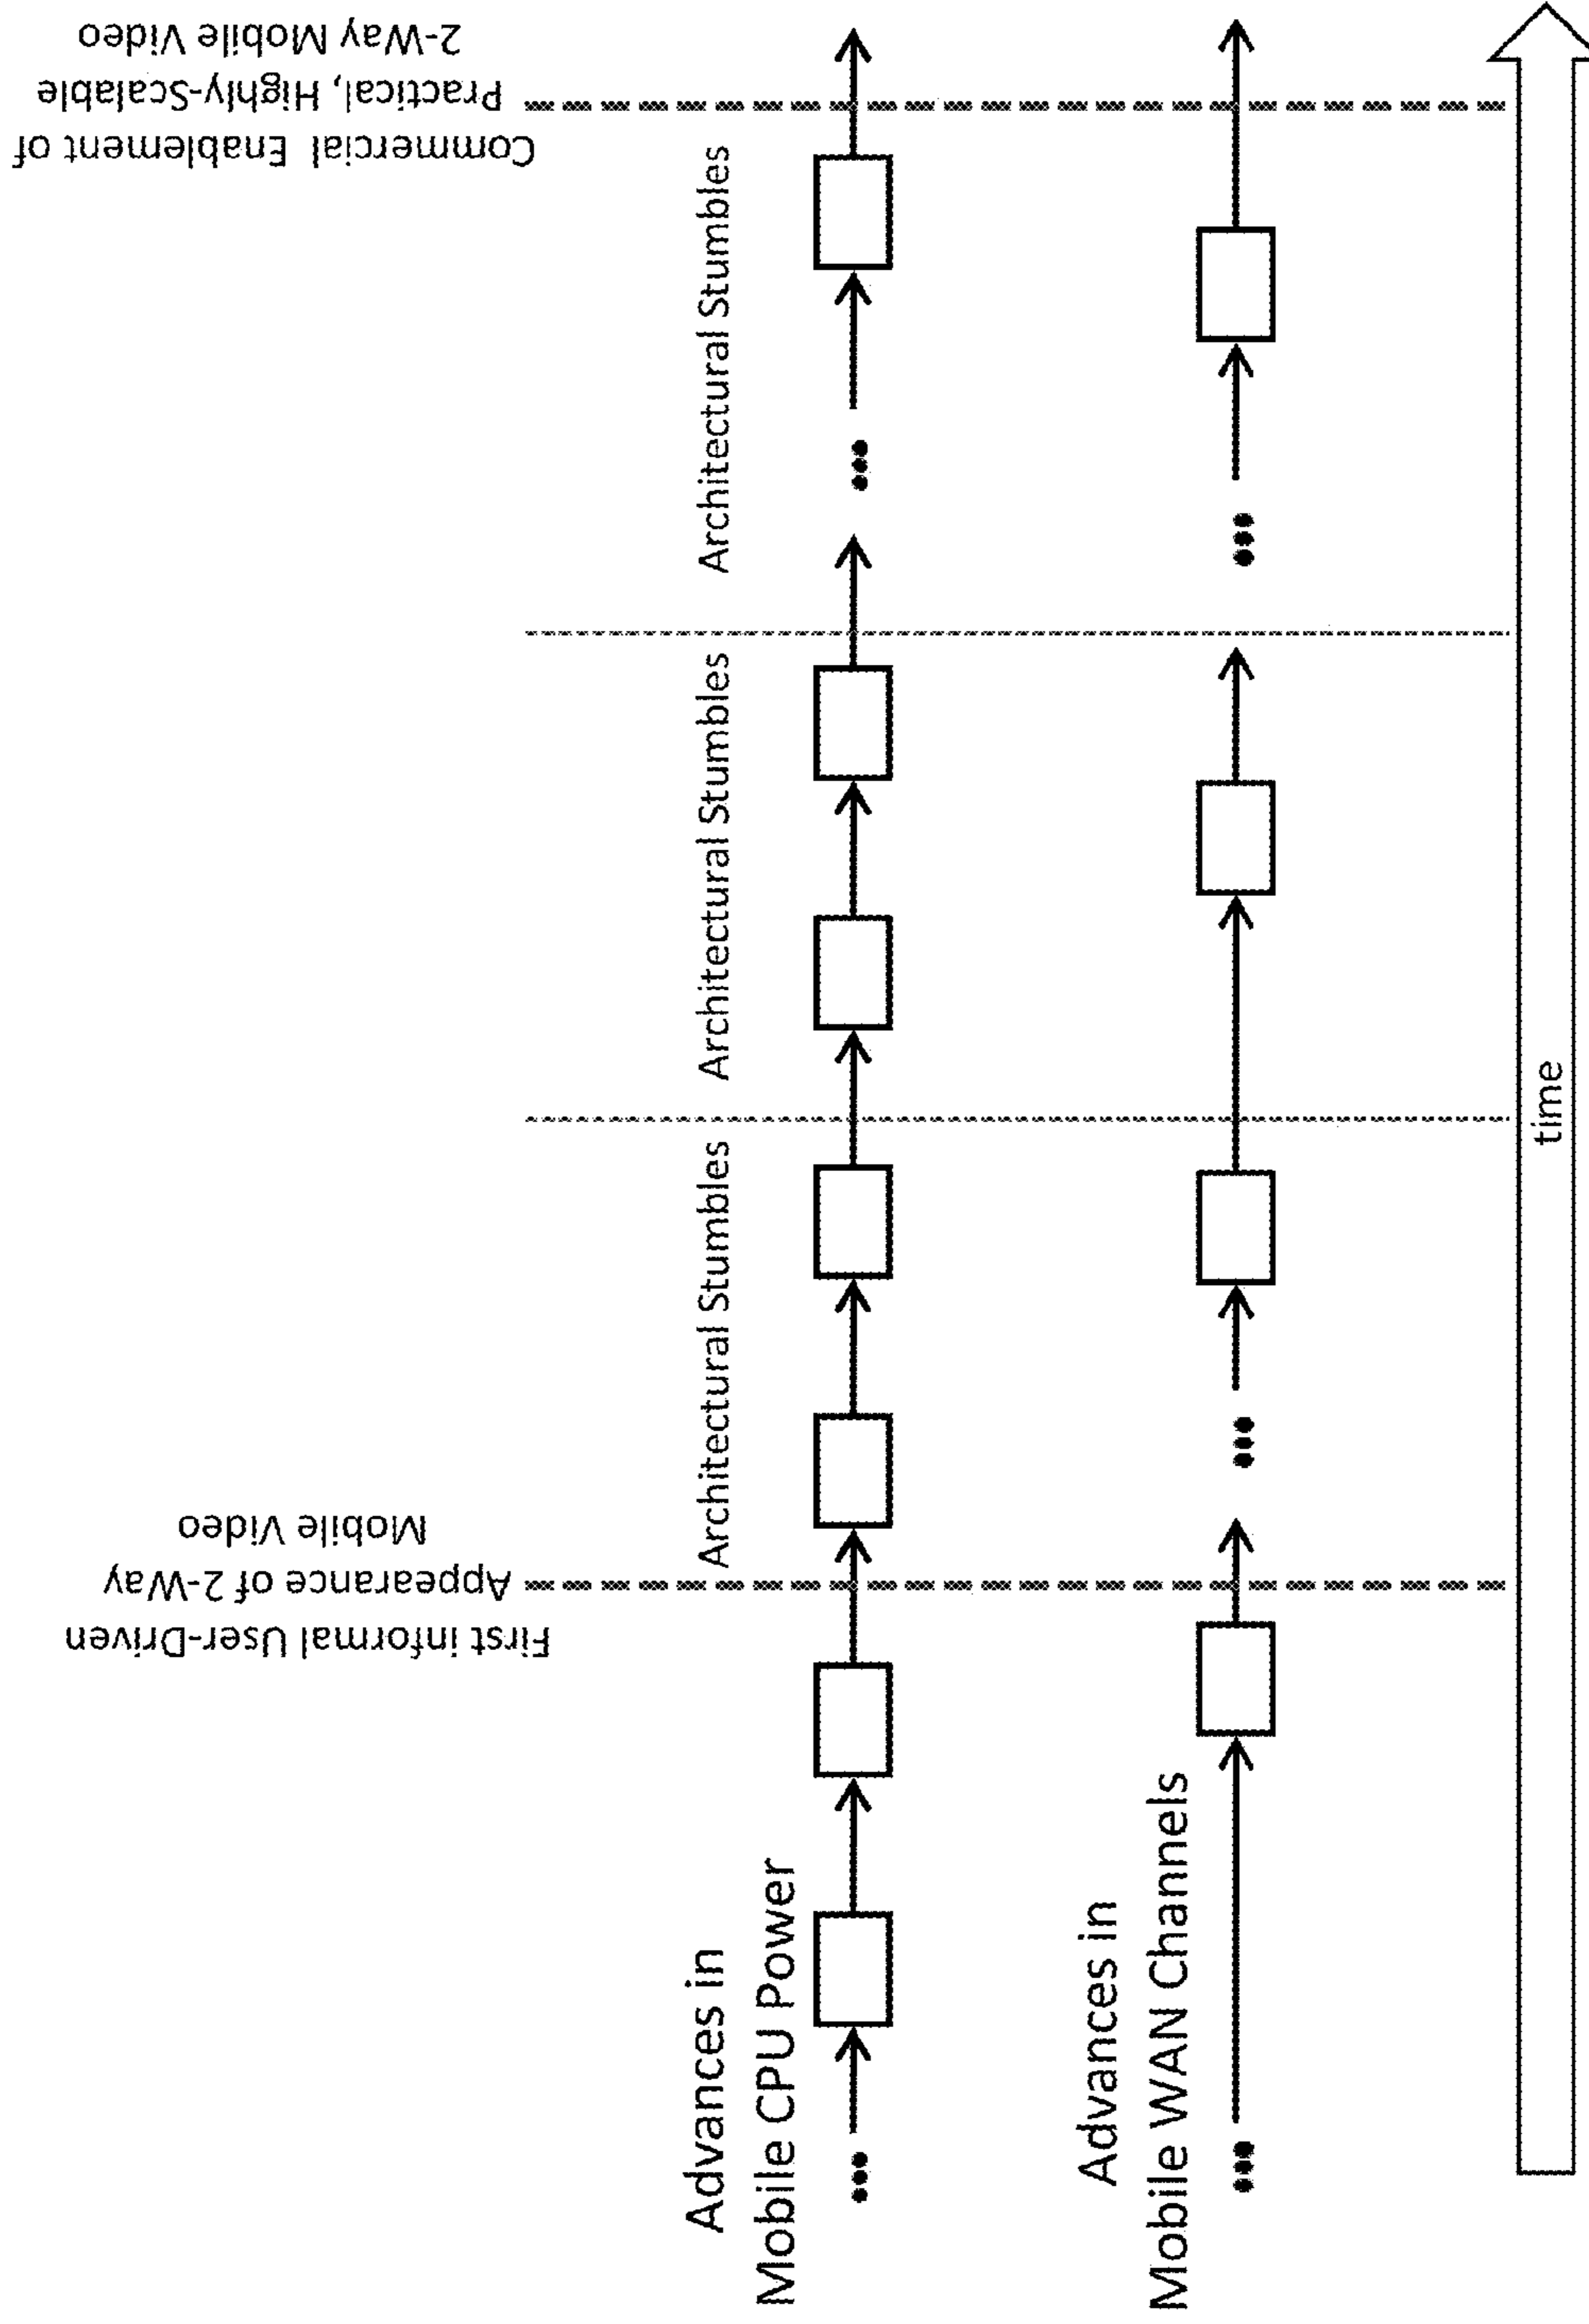 First informal User-Driven
Appearance of 2-Way
Mobile Video
Commercial Enablement of
Practical, Highly-Scalable
2-Way Mobile Video
Architectural Stumbles
Architectural Stumbles
Architectural Stumbles
Advances in
Mobile CPU Power
Advances in
Mobile WAN Channels
time